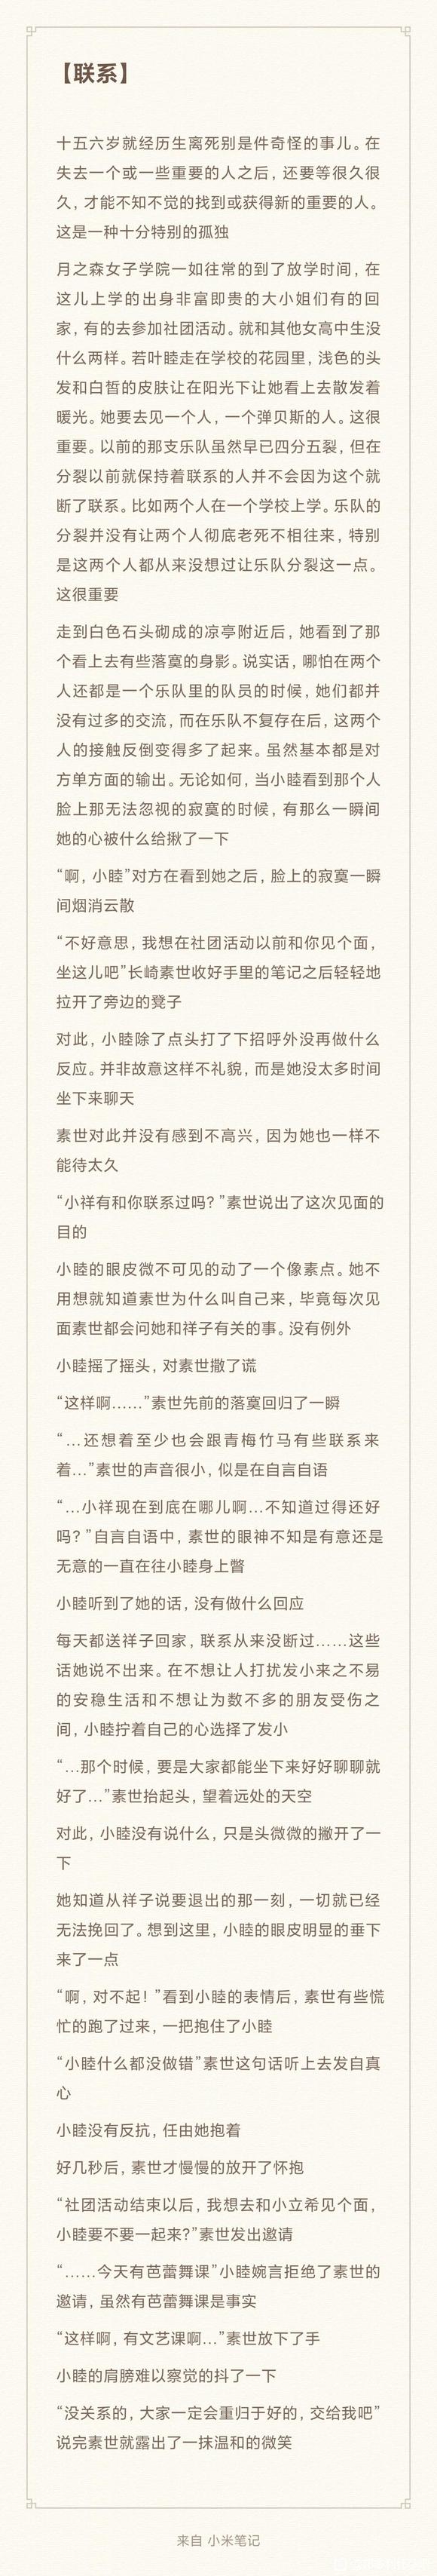 【联系】
十五六岁就经历生离死别是件奇怪的事儿。在
失去一个或一些重要的人之后，还要等很久很
久，才能不知不觉的找到或获得新的重要的人。
这是一种十分特别的孤独
月之森女子学院一如往常的到了放学时间，在
这儿上学的出身非富即贵的大小姐们有的回
家，有的去参加社团活动。就和其他女高中生没
什么两样。若叶睦走在学校的花园里，浅色的头
发和白皙的皮肤让在阳光下让她看上去散发着
暖光。她要去见一个人，一个弹贝斯的人。这很
重要。以前的那支乐队虽然早已四分五裂，但在
分裂以前就保持着联系的人并不会因为这个就
断了联系。比如两个人在一个学校上学。乐队的
分裂并没有让两个人彻底老死不相往来，特别
是这两个人都从来没想过让乐队分裂这一点。
这很重要
走到白色石头砌成的凉亭附近后，她看到了那
个看上去有些落寞的身影。说实话，哪怕在两个
人还都是一个乐队里的队员的时候，她们都并
没有过多的交流，而在乐队不复存在后，这两个
人的接触反倒变得多了起来。虽然基本都是对
方单方面的输出。无论如何，当小睦看到那个人
脸上那无法忽视的寂寞的时候，有那么一瞬间
她的心被什么给揪了一下
“啊，小睦”对方在看到她之后，脸上的寂寞一瞬
间烟消云散
“不好意思，我想在社团活动以前和你见个面，
坐这儿吧”长崎素世收好手里的笔记之后轻轻地
拉开了旁边的凳子
对此，小睦除了点头打了下招呼外没再做什么
反应。并非故意这样不礼貌，而是她没太多时间
坐下来聊天
素世对此并没有感到不高兴，因为她也一样不
能待太久
“小祥有和你联系过吗？”素世说出了这次见面的
目的
小睦的眼皮微不可见的动了一个像素点。她不
用想就知道素世为什么叫自己来，毕竟每次见
面素世都会问她和祥子有关的事。没有例外
小睦摇了摇头，对素世撒了谎
“这样啊……”素世先前的落寞回归了一瞬
“…还想着至少也会跟青梅竹马有些联系来
着…”素世的声音很小，似是在自言自语
“…小祥现在到底在哪儿啊…不知道过得还好
吗？”自言自语中，素世的眼神不知是有意还是
无意的一直在往小睦身上瞥
小睦听到了她的话，没有做什么回应
每天都送祥子回家，联系从来没断过……这些
话她说不出来。在不想让人打扰发小来之不易
的安稳生活和不想让为数不多的朋友受伤之
间，小睦拧着自己的心选择了发小
“…那个时候，要是大家都能坐下来好好聊聊就
好了…”素世抬起头，望着远处的天空
对此，小睦没有说什么，只是头微微的撇开了一
下
她知道从祥子说要退出的那一刻，一切就已经
无法挽回了。想到这里，小睦的眼皮明显的垂下
来了一点
“啊，对不起！”看到小睦的表情后，素世有些慌
忙的跑了过来，一把抱住了小睦
“小睦什么都没做错”素世这句话听上去发自真
心
小睦没有反抗，任由她抱着
好几秒后，素世才慢慢的放开了怀抱
“社团活动结束以后，我想去和小立希见个面，
小睦要不要一起来？”素世发出邀请
“……今天有芭蕾舞课”小睦婉言拒绝了素世的
邀请，虽然有芭蕾舞课是事实
“这样啊，有文艺课啊…”素世放下了手
小睦的肩膀难以察觉的抖了一下
“没关系的，大家一定会重归于好的，交给我吧”
说完素世就露出了一抹温和的微笑
来自 小米笔记